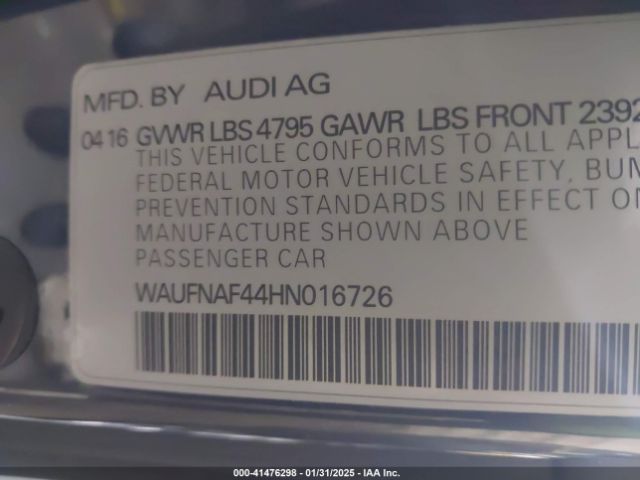 MFD. BY AUDI AG
04 16 GVWR LBS 4795 GAWR LBS FRONT 2392
THIS VEHICLE CONFORMS TO ALL APPL
FEDERAL MOTOR VEHICLE SAFETY, BUM
PREVENTION STANDARDS IN EFFECT ON
MANUFACTURE SHOWN ABOVE
PASSENGER CAR
WAUFNAF44HN016726
000-41476298 - 01/31/2025 - IAA Inc.